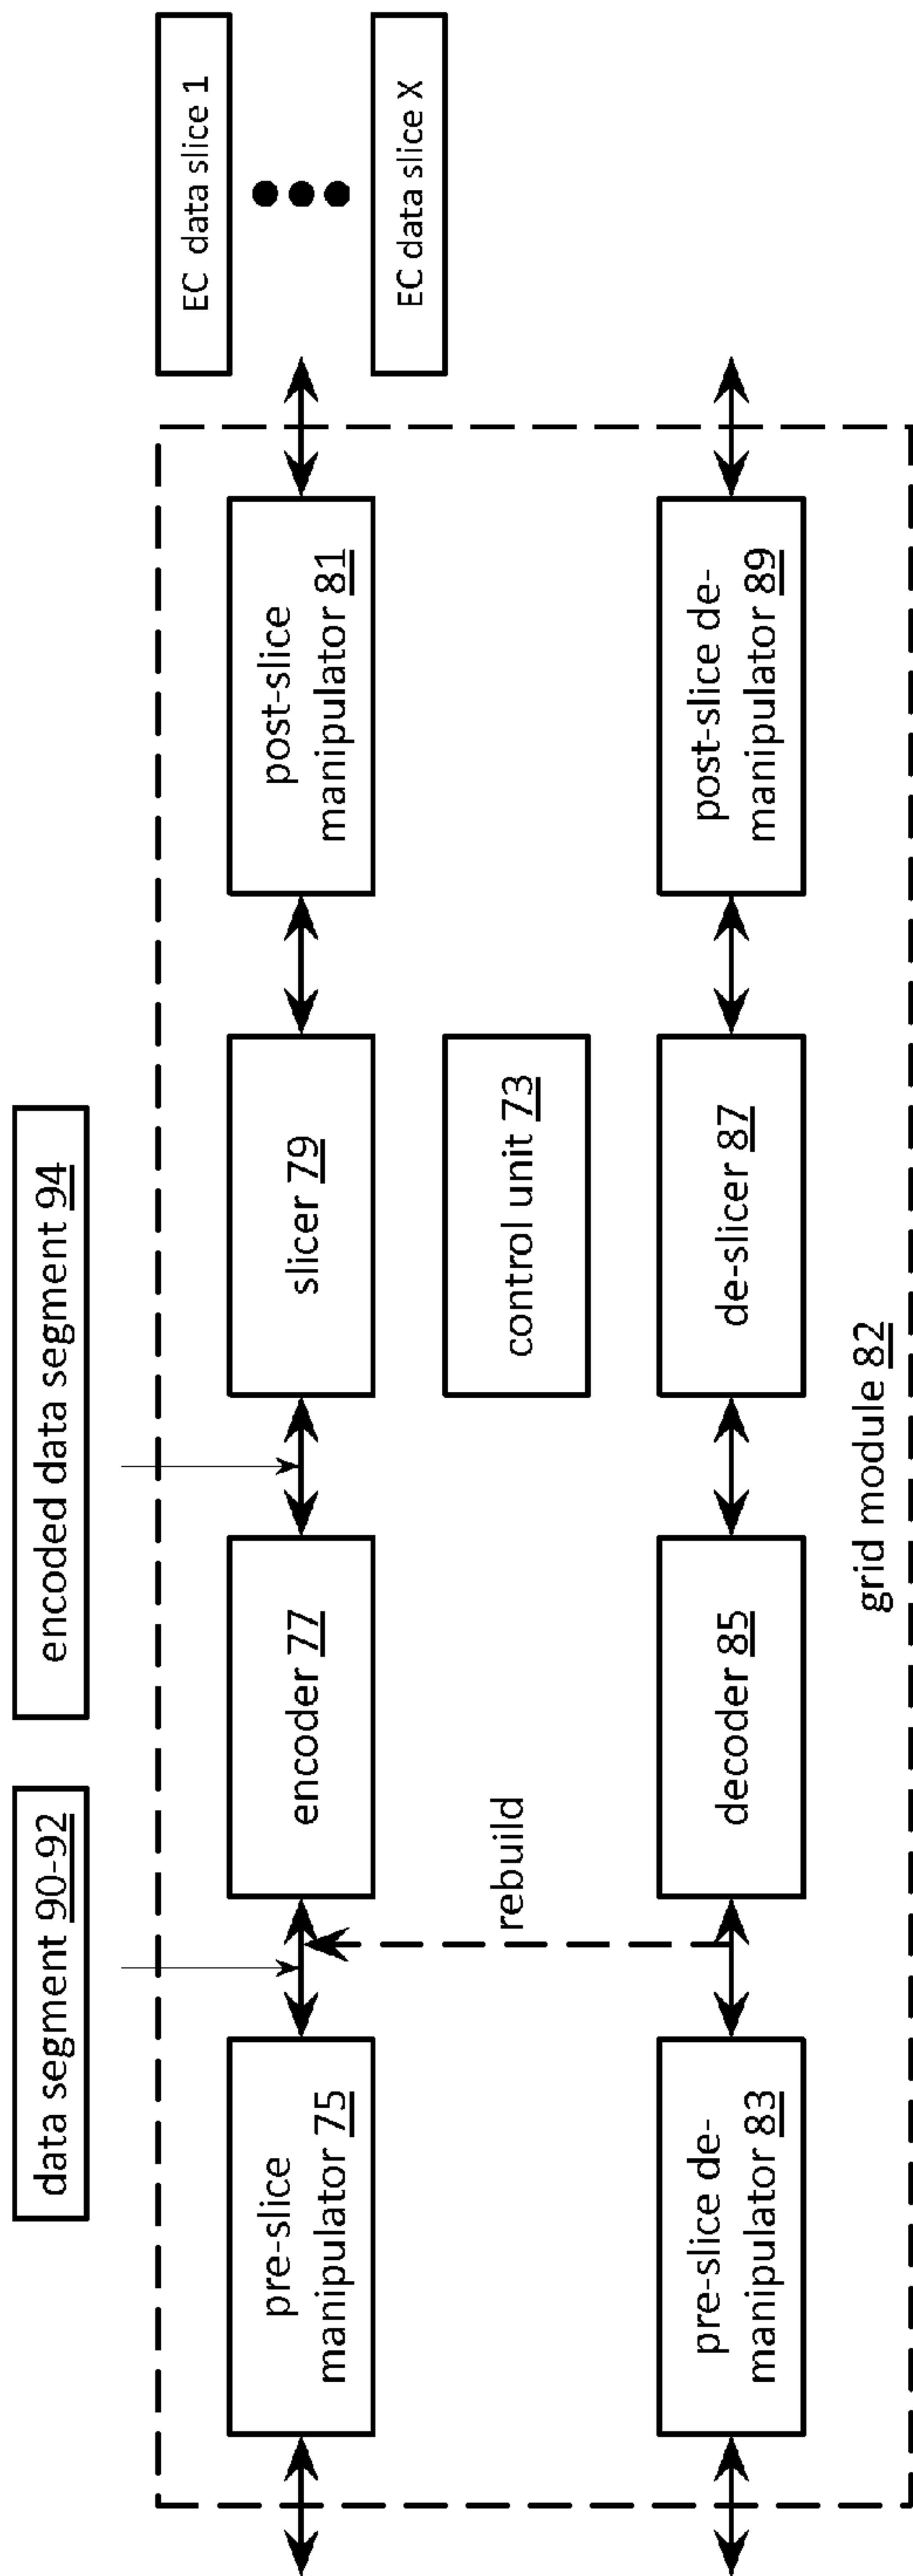 data segment 90-92
encoded data segment 94
EC data slice 1
EC data slice X
pre-slice
manipulator 75
encoder 77
slicer 79
post-slice
manipulator 81
rebuild
control unit 73
pre-slice de-
manipulator 83
decoder 85
de-slicer 87
post-slice de-
manipulator 89
grid module 82